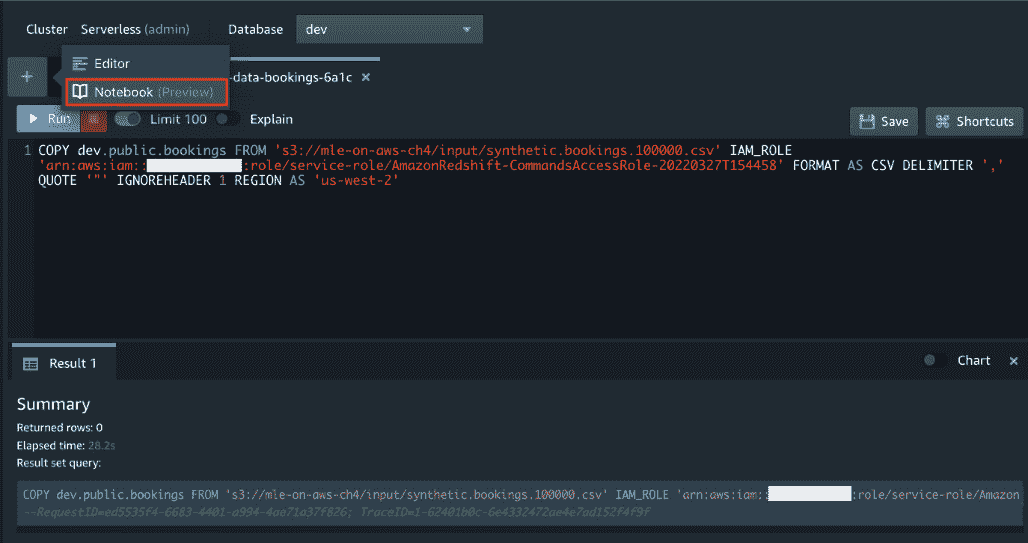 Cluster Serverless (admin) Database dev
Editor
+ -data-bookings-6a1c ×
Notebook (Preview)
Run Limit 100 Explain Save Shortcuts
1 COPY dev.public.bookings FROM 's3://mle-on-aws-ch4/input/synthetic.bookings.100000.csv' IAM_ROLE
'arn:aws:iam:: :role/service-role/AmazonRedshift-CommandsAccessRole-20220327T154458' FORMAT AS CSV DELIMITER ','
QUOTE '"' IGNOREHEADER 1 REGION AS 'us-west-2'
Result 1 Chart ×
Summary
Returned rows: 0
Elapsed time: 28.2s
Result set query:
COPY dev.public.bookings FROM 's3://mle-on-aws-ch4/input/synthetic.bookings.100000.csv' IAM_ROLE 'arn:aws:iam:: :role/service-role/Amazon
--RequestID=ed5535f4-6683-4401-a994-4ae71a37f826; TraceID=1-62401b0c-6e4332472ae4e7ad152f4f9f